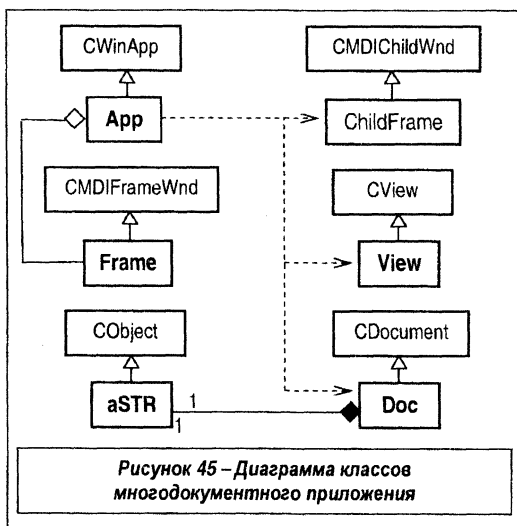 CWinApp
CMDIChildWnd
App
ChildFrame
CMDIFrameWnd
CView
Frame
View
CObject
CDocument
aSTR
1
1
Doc
Рисунок 45 – Диаграмма классов
многодокументного приложения